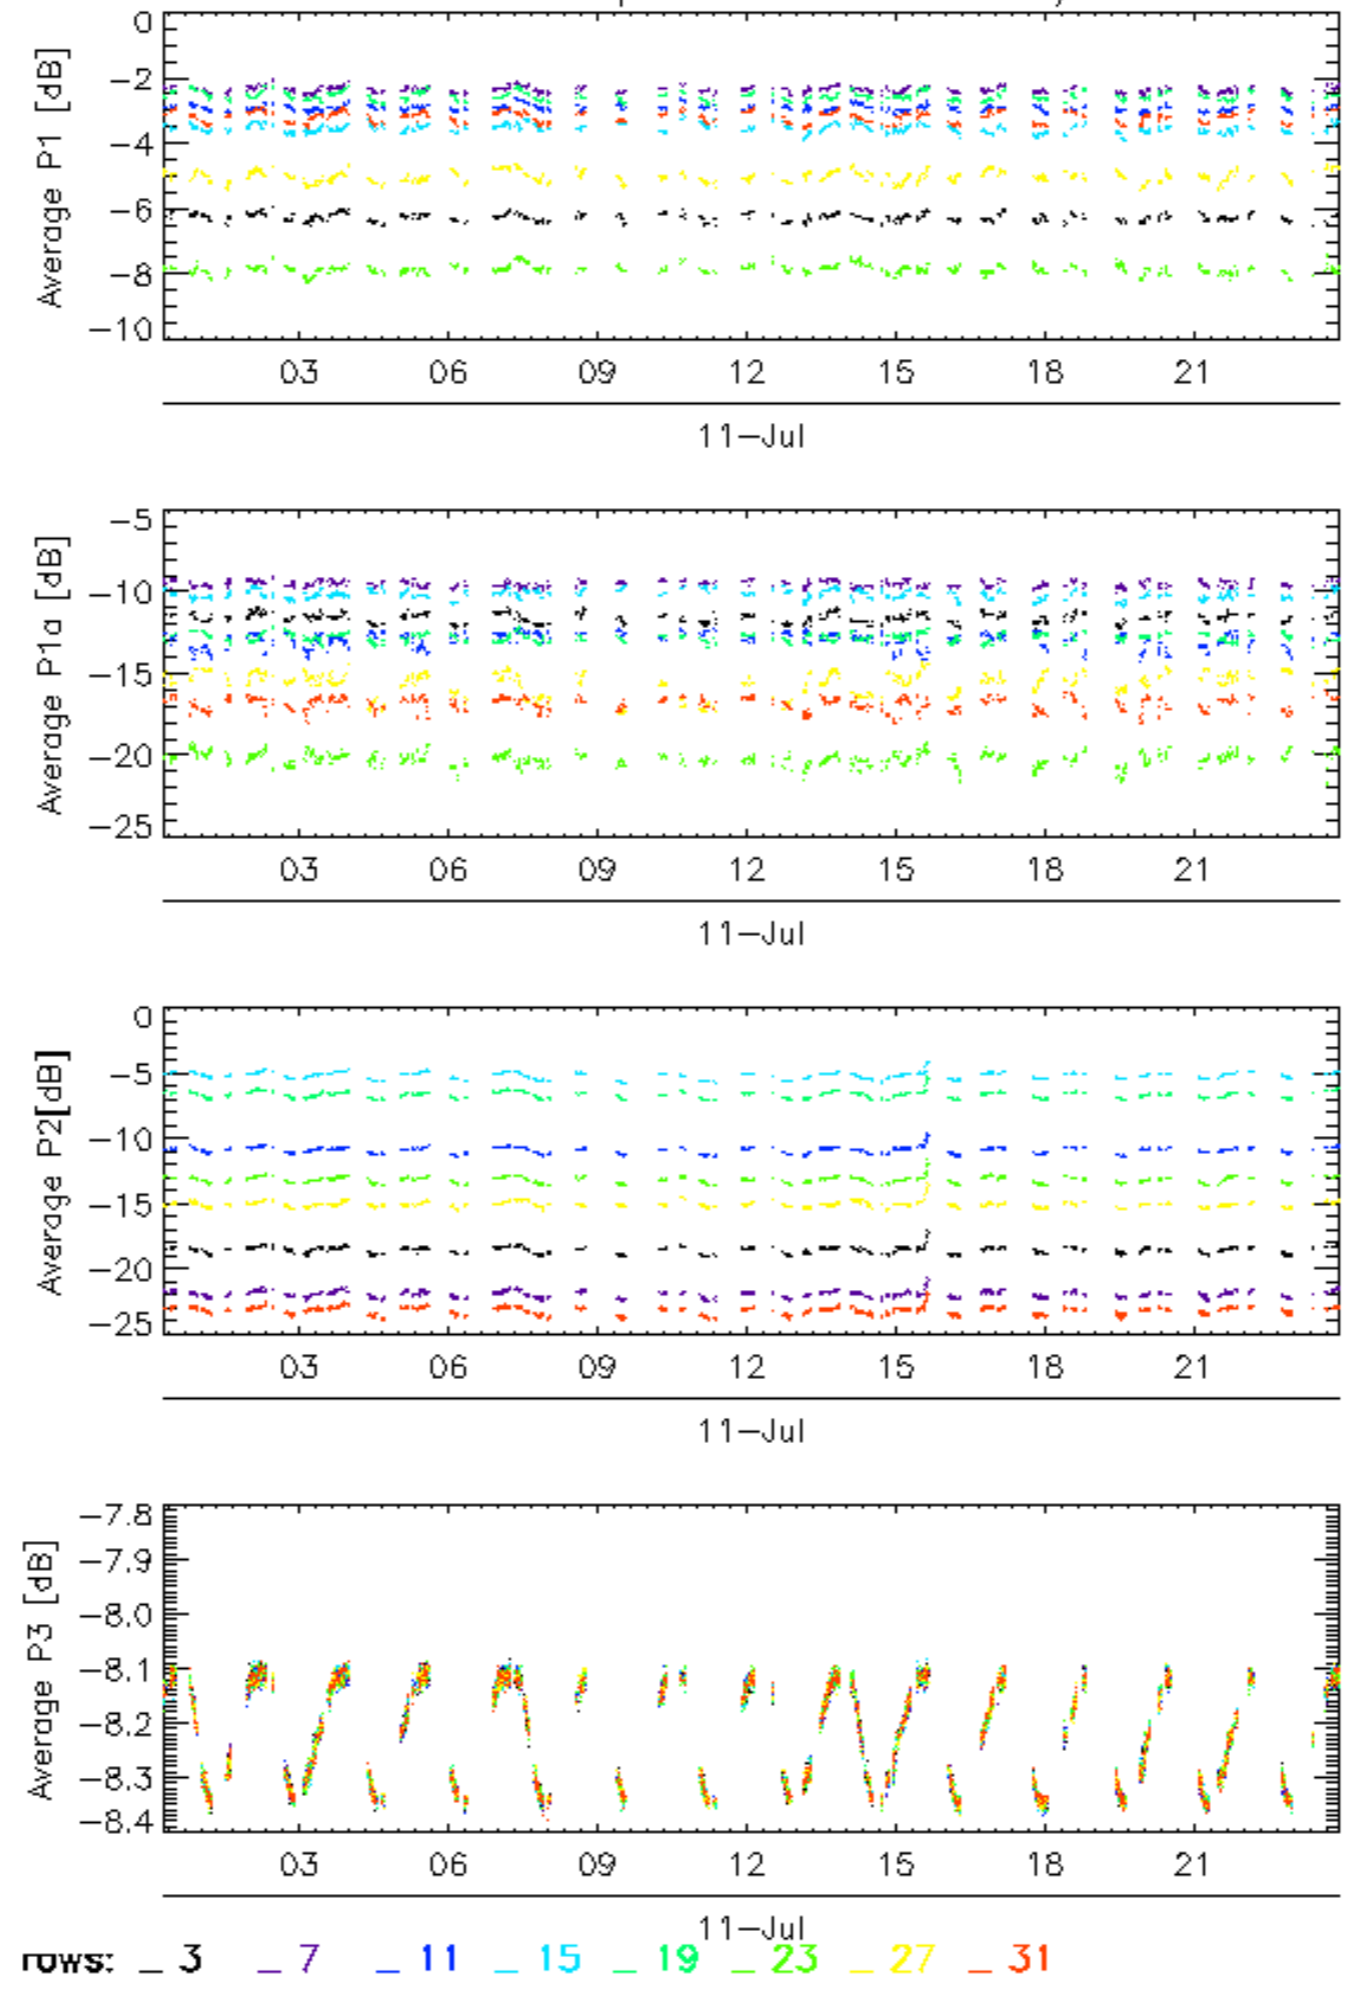 Average P1 [dB]
0
−2
−4
−6
−8
−10
03 06 09 12 15 18 21
11−Jul
Average P1a [dB]
−5
−10
−15
−20
−25
03 06 09 12 15 18 21
11−Jul
Average P2[dB]
0
−5
−10
−15
−20
−25
03 06 09 12 15 18 21
11−Jul
Average P3 [dB]
−7.8
−7.9
−8.0
−8.1
−8.2
−8.3
−8.4
03 06 09 12 15 18 21
11−Jul
rows: _ 3 _ 7 _ 11 _ 15 _ 19 _ 23 _ 27 _ 31